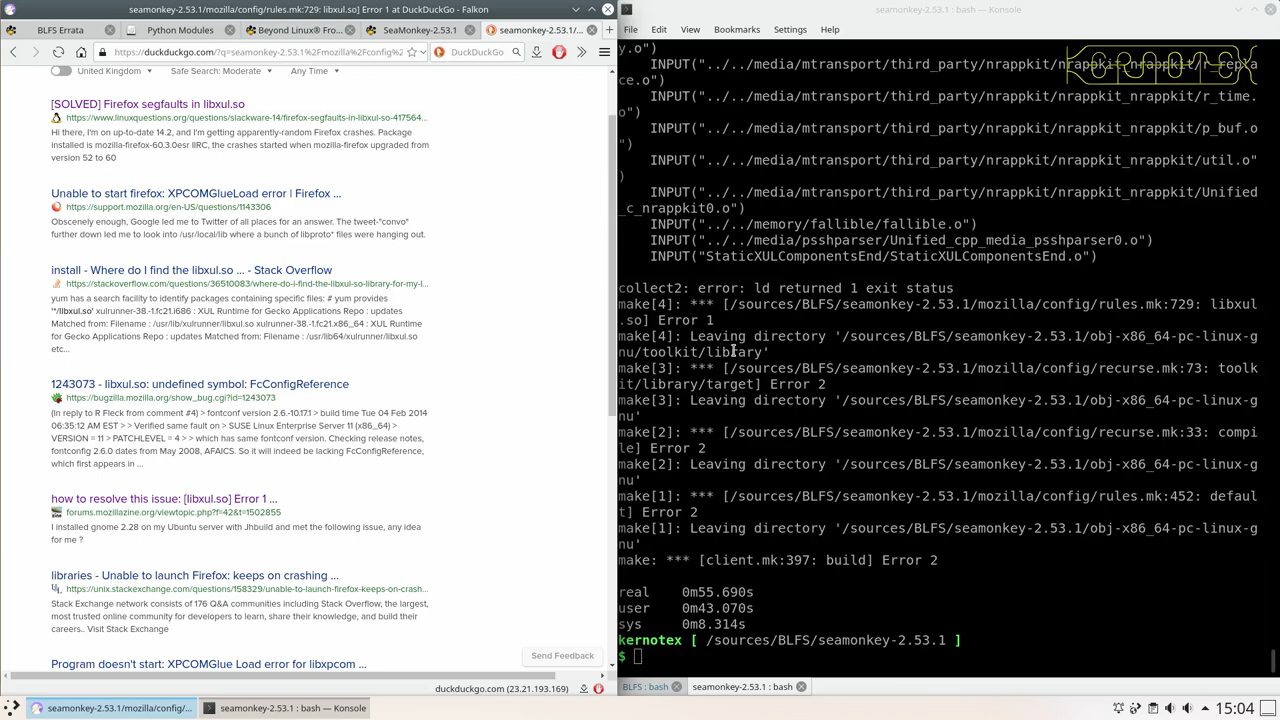 seamonkey-2.53.1/mozilla/config/rules.mk:729: libxul.so] Error 1 at DuckDuckGo - Falkon
BLFS Errata
Python Modules
Beyond Linux® Fro...
SeaMonkey-2.53.1
seamonkey-2.53.1/...
https://duckduckgo.com/?q=seamonkey-2.53.1%2Fmozilla%2Fconfig%2
DuckDuckGo
United Kingdom
Safe Search: Moderate
Any Time
[SOLVED] Firefox segfaults in libxul.so
https://www.linuxquestions.org/questions/slackware-14/firefox-segfaults-in-libxul-so-417564...
Hi there, I'm on up-to-date 14.2, and I'm getting apparently-random Firefox crashes. Package
installed is mozilla-firefox-60.3.0esr IIRC, the crashes started when mozilla-firefox upgraded from
version 52 to 60
Unable to start firefox: XPCOMGlueLoad error | Firefox ...
https://support.mozilla.org/en-US/questions/1143306
Obscenely enough, Google led me to Twitter of all places for an answer. The tweet-"convo"
further down led me to look into /usr/local/lib where a bunch of libproto* files were hanging out.
install - Where do I find the libxul.so ... - Stack Overflow
https://stackoverflow.com/questions/36510083/where-do-i-find-the-libxul-so-library-for-my-l...
yum has a search facility to identify packages containing specific files: # yum provides
'*/libxul.so' xulrunner-38.-1.fc21.i686 : XUL Runtime for Gecko Applications Repo : updates
Matched from: Filename : /usr/lib/xulrunner/libxul.so xulrunner-38.-1.fc21.x86_64 : XUL Runtime
for Gecko Applications Repo : updates Matched from: Filename : /usr/lib64/xulrunner/libxul.so
etc...
1243073 - libxul.so: undefined symbol: FcConfigReference
https://bugzilla.mozilla.org/show_bug.cgi?id=1243073
(In reply to R Fleck from comment #4) > fontconf version 2.6.-10.17.1 > build time Tue 04 Feb 2014
06:35:12 AM EST > > Verified same fault on > SUSE Linux Enterprise Server 11 (x86_64) >
VERSION = 11 > PATCHLEVEL = 4 > > which has same fontconf version. Checking release notes,
fontconfig 2.6.0 dates from May 2008, AFAICS. So it will indeed be lacking FcConfigReference,
which first appears in ...
how to resolve this issue: [libxul.so] Error 1 ...
forums.mozillazine.org/viewtopic.php?f=42&t=1502855
I installed gnome 2.28 on my Ubuntu server with Jhbuild and met the following issue, any idea
for me ?
libraries - Unable to launch Firefox: keeps on crashing ...
https://unix.stackexchange.com/questions/158329/unable-to-launch-firefox-keeps-on-crash...
Stack Exchange network consists of 176 Q&A communities including Stack Overflow, the largest,
most trusted online community for developers to learn, share their knowledge, and build their
careers.. Visit Stack Exchange
Program doesn't start: XPCOMGlue Load error for libxpcom ...
Send Feedback
duckduckgo.com (23.21.193.169)
seamonkey-2.53.1 : bash — Konsole
File Edit View Bookmarks Settings Help
KERNOTEX
y.o")
INPUT("../../media/mtransport/third_party/nrappkit/nrappkit_nrappkit/r_repla
ce.o")
INPUT("../../media/mtransport/third_party/nrappkit/nrappkit_nrappkit/r_time.
o")
INPUT("../../media/mtransport/third_party/nrappkit/nrappkit_nrappkit/p_buf.o
")
INPUT("../../media/mtransport/third_party/nrappkit/nrappkit_nrappkit/util.o"
)
INPUT("../../media/mtransport/third_party/nrappkit/nrappkit_nrappkit/Unified
_c_nrappkit0.o")
INPUT("../../memory/fallible/fallible.o")
INPUT("../../media/psshparser/Unified_cpp_media_psshparser0.o")
INPUT("StaticXULComponentsEnd/StaticXULComponentsEnd.o")
collect2: error: ld returned 1 exit status
make[4]: *** [/sources/BLFS/seamonkey-2.53.1/mozilla/config/rules.mk:729: libxul
.so] Error 1
make[4]: Leaving directory '/sources/BLFS/seamonkey-2.53.1/obj-x86_64-pc-linux-g
nu/toolkit/library'
make[3]: *** [/sources/BLFS/seamonkey-2.53.1/mozilla/config/recurse.mk:73: toolk
it/library/target] Error 2
make[3]: Leaving directory '/sources/BLFS/seamonkey-2.53.1/obj-x86_64-pc-linux-g
nu'
make[2]: *** [/sources/BLFS/seamonkey-2.53.1/mozilla/config/recurse.mk:33: compi
le] Error 2
make[2]: Leaving directory '/sources/BLFS/seamonkey-2.53.1/obj-x86_64-pc-linux-g
nu'
make[1]: *** [/sources/BLFS/seamonkey-2.53.1/mozilla/config/rules.mk:452: defaul
t] Error 2
make[1]: Leaving directory '/sources/BLFS/seamonkey-2.53.1/obj-x86_64-pc-linux-g
nu'
make: *** [client.mk:397: build] Error 2
real 0m55.690s
user 0m43.070s
sys 0m8.314s
kernotex [ /sources/BLFS/seamonkey-2.53.1 ]
$
BLFS : bash
seamonkey-2.53.1 : bash
seamonkey-2.53.1/mozilla/config/...
seamonkey-2.53.1 : bash — Konsole
15:04